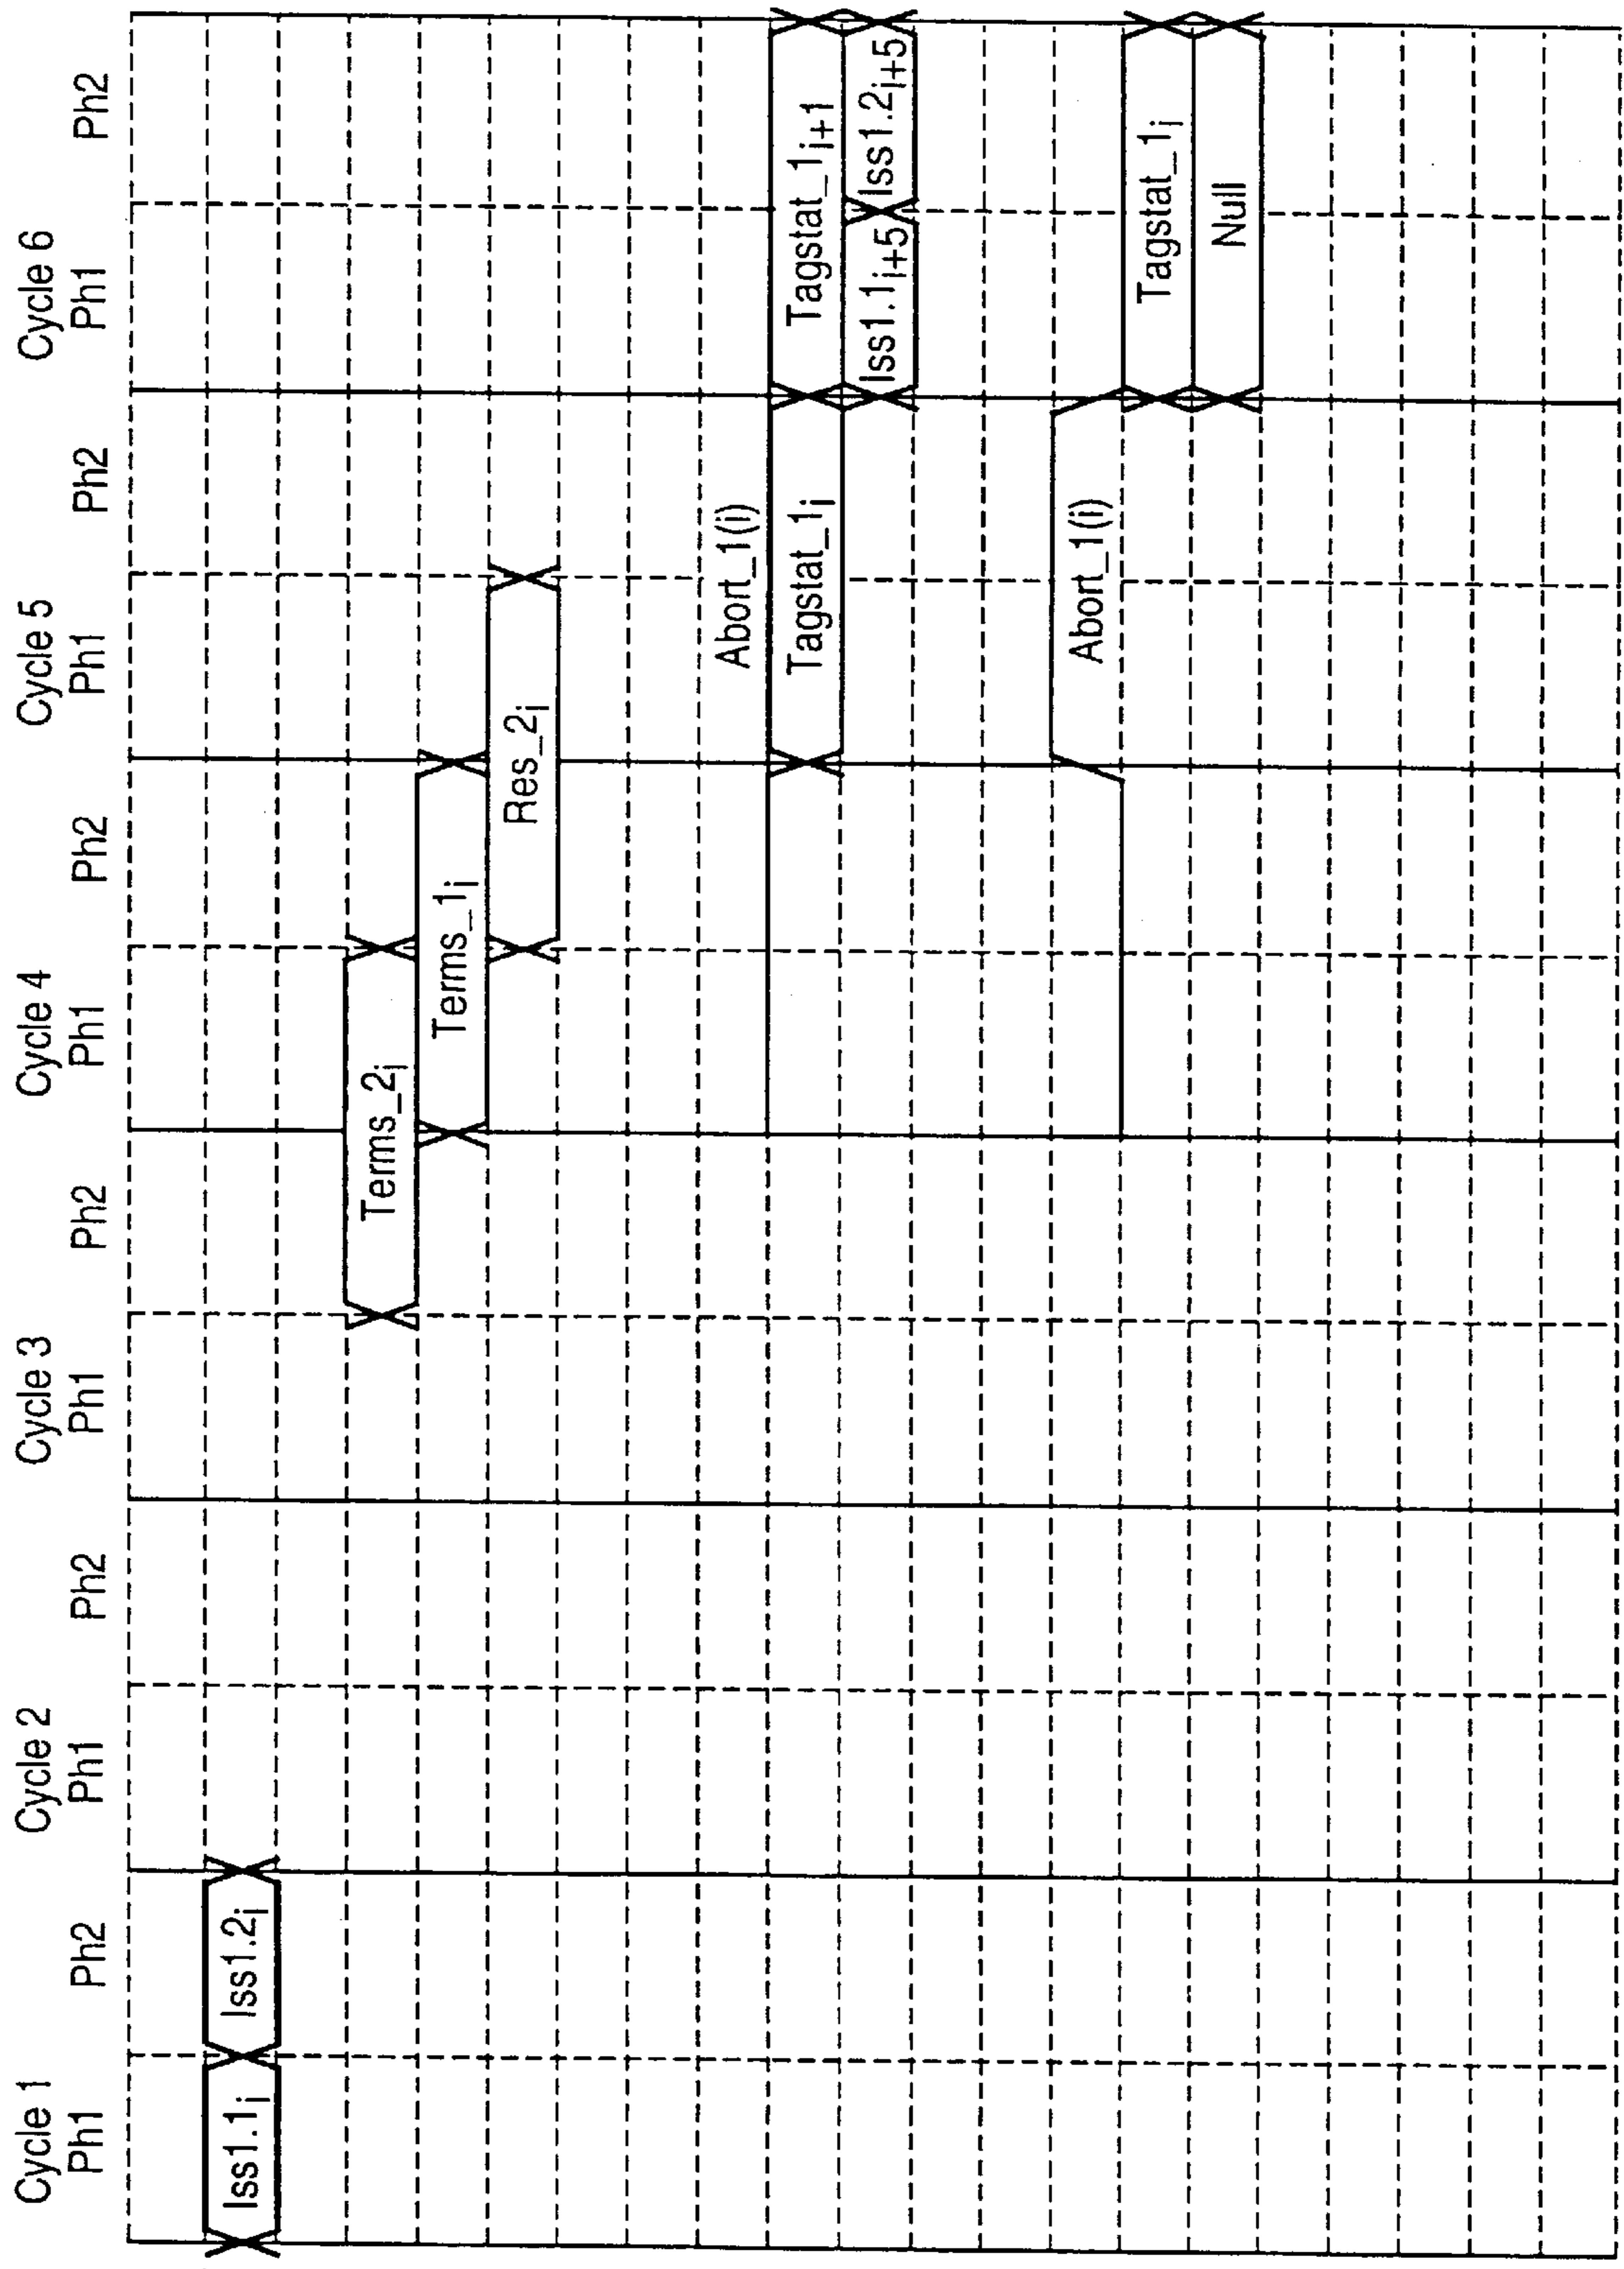 Cycle 1 Cycle 2 Cycle 3 Cycle 4 Cycle 5 Cycle 6
Ph1 Ph2 Ph1 Ph2 Ph1 Ph2 Ph1 Ph2 Ph1 Ph2 Ph1 Ph2
Iss1.1i Iss1.2i
Terms_2i
Terms_1i
Res_2i
Abort_1(i)
Tagstat_1i Tagstat_1i+1
Iss1.1i+5 Iss1.2i+5
Abort_1(i)
Tagstat_1i
Null